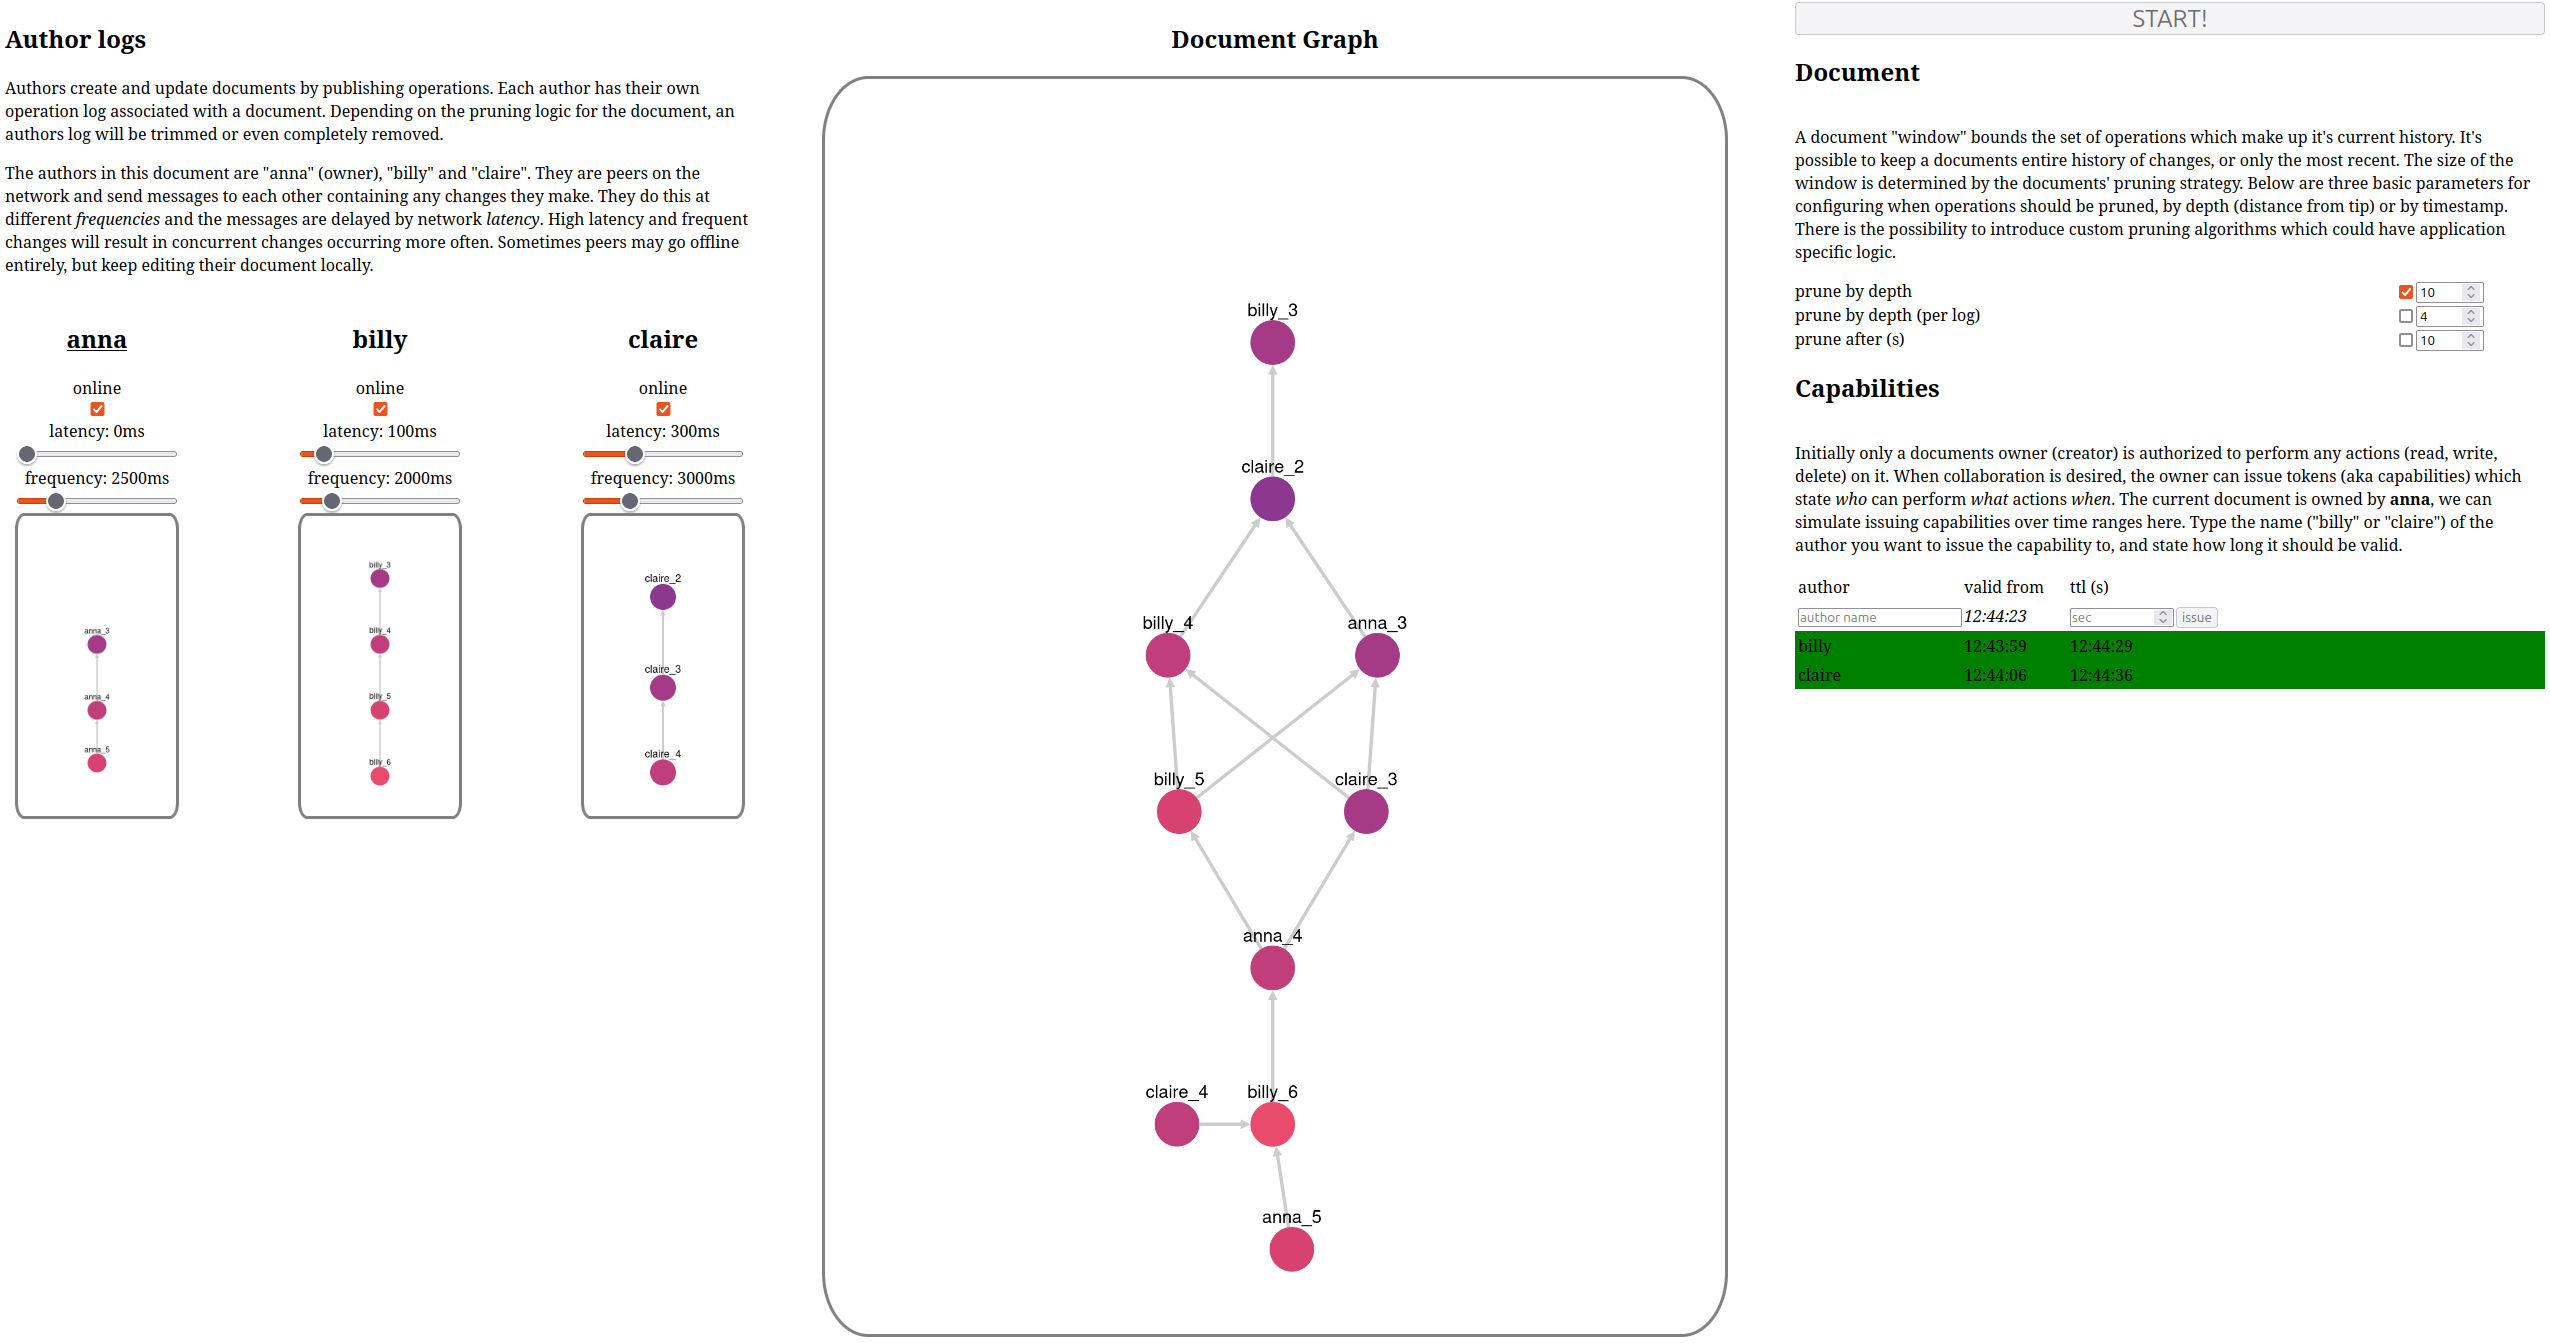 Author logs
Authors create and update documents by publishing operations. Each author has their own
operation log associated with a document. Depending on the pruning logic for the document, an
authors log will be trimmed or even completely removed.
The authors in this document are "anna" (owner), "billy" and "claire". They are peers on the
network and send messages to each other containing any changes they make. They do this at
different frequencies and the messages are delayed by network latency. High latency and frequent
changes will result in concurrent changes occurring more often. Sometimes peers may go offline
entirely, but keep editing their document locally.
anna
online
latency: 0ms
frequency: 2500ms
anna_3
anna_4
anna_5
billy
online
latency: 100ms
frequency: 2000ms
billy_3
billy_4
billy_5
billy_6
claire
online
latency: 300ms
frequency: 3000ms
claire_2
claire_3
claire_4
Document Graph
billy_3
claire_2
billy_4
anna_3
billy_5
claire_3
anna_4
claire_4
billy_6
anna_5
START!
Document
A document "window" bounds the set of operations which make up it's current history. It's
possible to keep a documents entire history of changes, or only the most recent. The size of the
window is determined by the documents' pruning strategy. Below are three basic parameters for
configuring when operations should be pruned, by depth (distance from tip) or by timestamp.
There is the possibility to introduce custom pruning algorithms which could have application
specific logic.
prune by depth 10
prune by depth (per log) 4
prune after (s) 10
Capabilities
Initially only a documents owner (creator) is authorized to perform any actions (read, write,
delete) on it. When collaboration is desired, the owner can issue tokens (aka capabilities) which
state who can perform what actions when. The current document is owned by anna, we can
simulate issuing capabilities over time ranges here. Type the name ("billy" or "claire") of the
author you want to issue the capability to, and state how long it should be valid.
author valid from ttl (s)
author name 12:44:23 sec issue
billy 12:43:59 12:44:29
claire 12:44:06 12:44:36